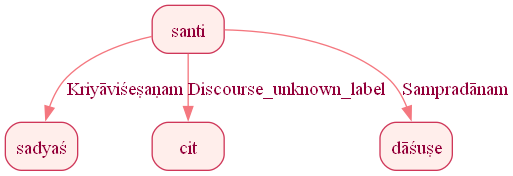 santi
Kriyāviśeṣaṇam Discourse_unknown_label Sampradānam
sadyaś cit dāśuṣe